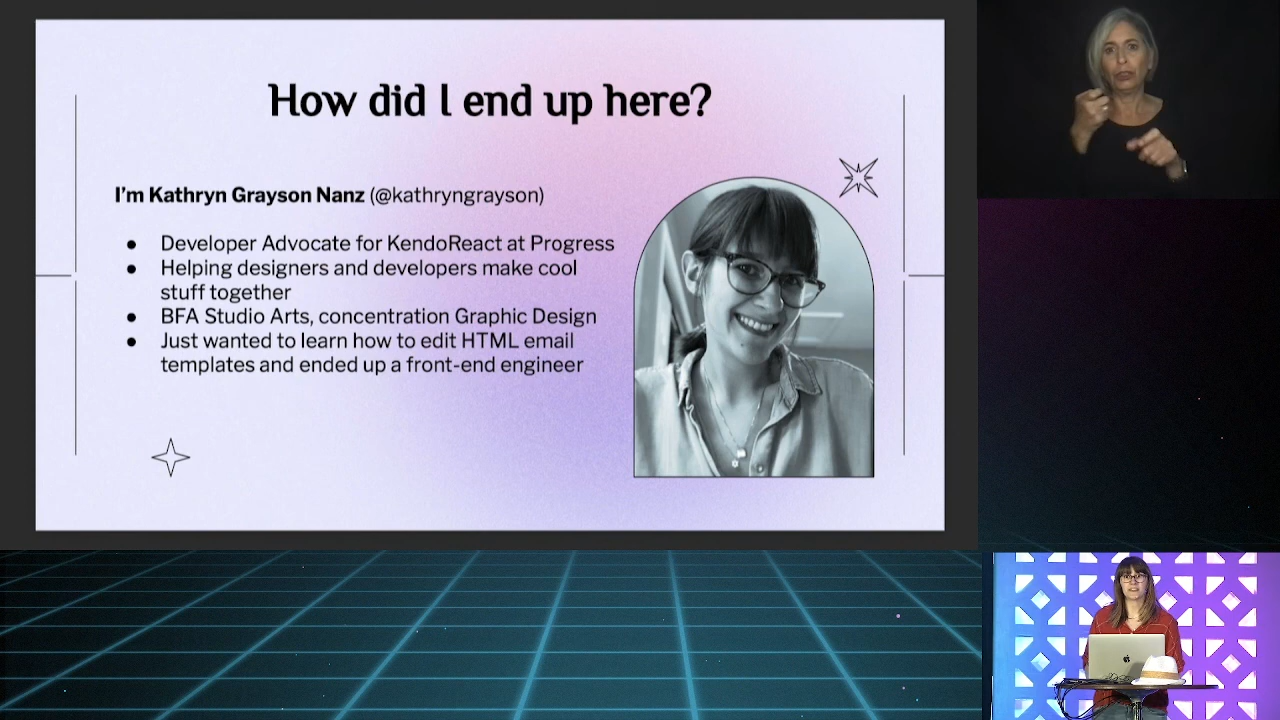 How did I end up here?
I'm Kathryn Grayson Nanz (@kathryngrayson)
● Developer Advocate for KendoReact at Progress
● Helping designers and developers make cool
stuff together
● BFA Studio Arts, concentration Graphic Design
● Just wanted to learn how to edit HTML email
templates and ended up a front-end engineer